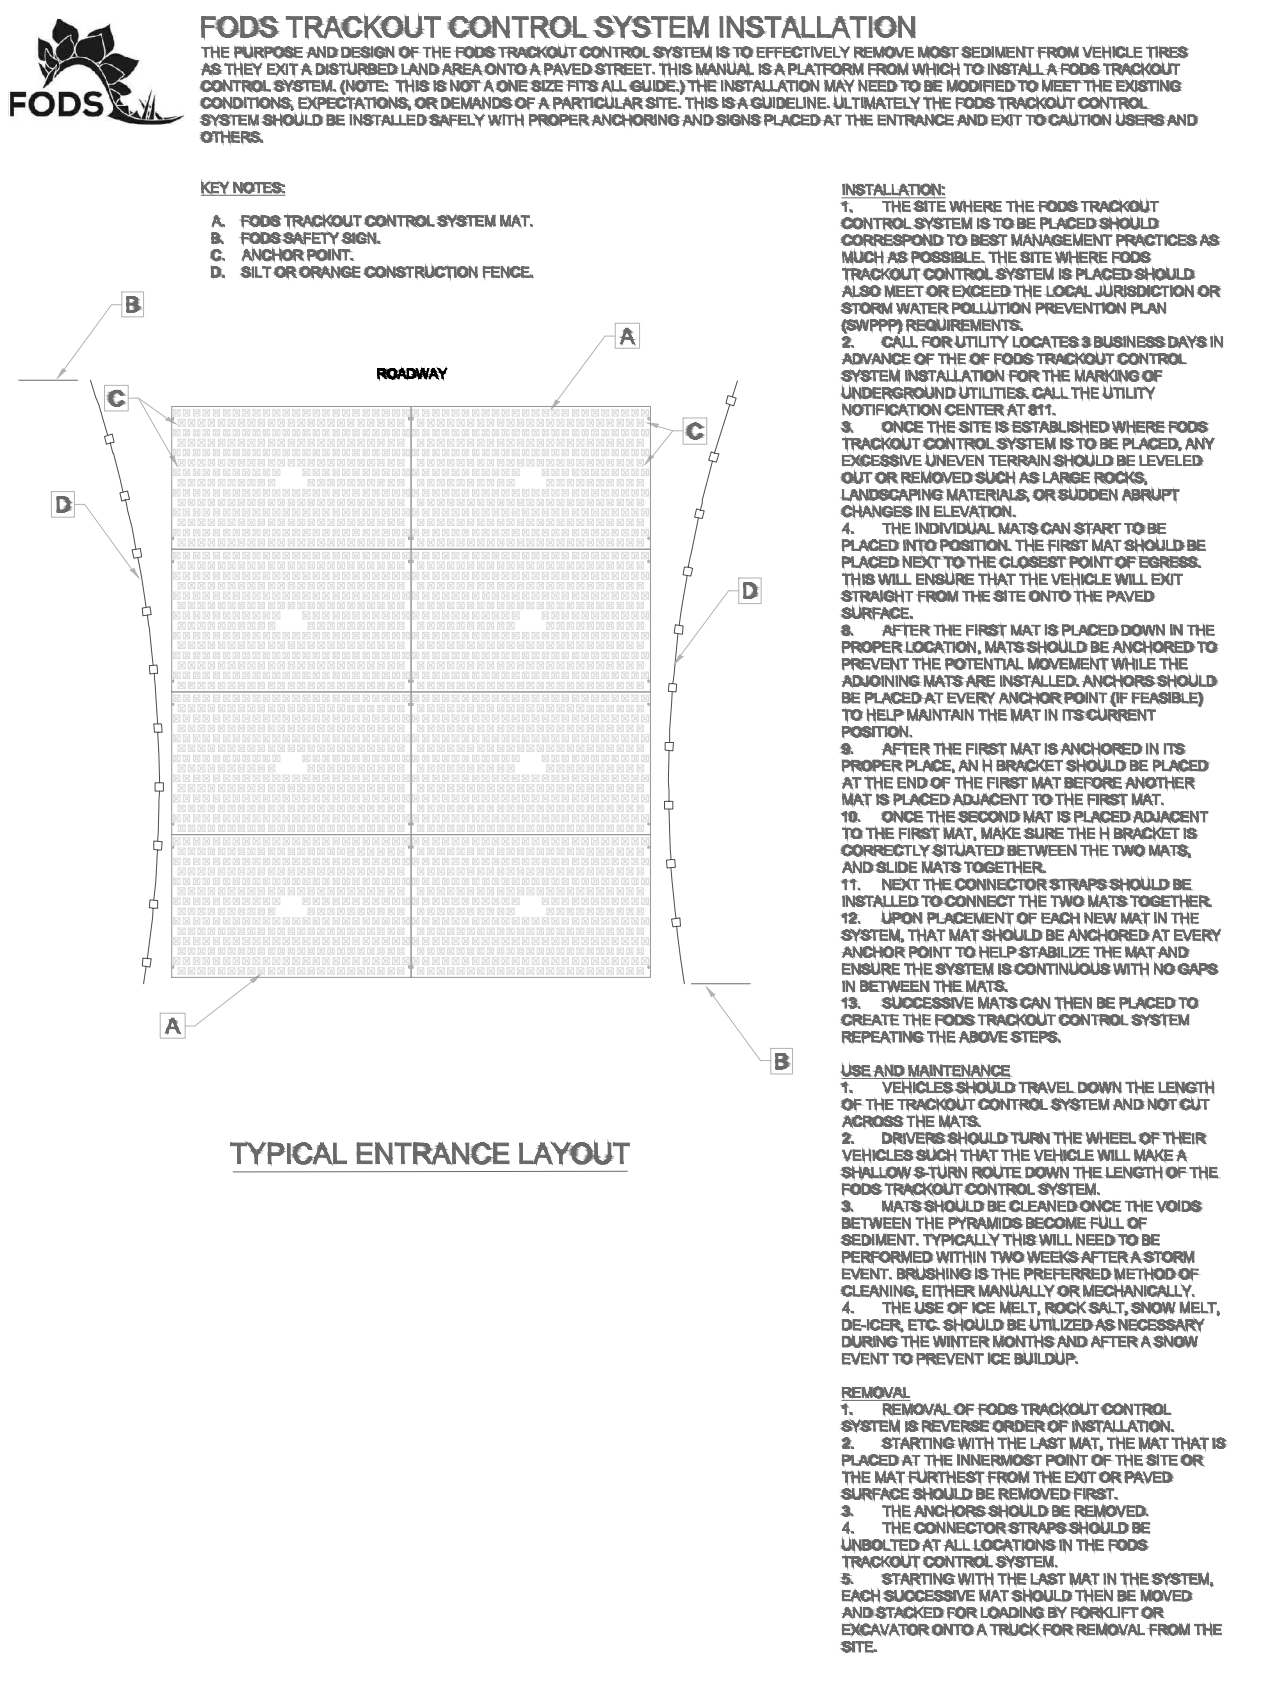 FODS TRACKOUT CONTROL SYSTEM INSTALLATION
THE PURPOSE AND DESIGN OF THE FODS TRACKOUT CONTROL SYSTEM IS TO EFFECTIVELY REMOVE MOST SEDIMENT FROM VEHICLE TIRES
AS THEY EXIT A DISTURBED LAND AREA ONTO A PAVED STREET. THIS MANUAL IS A PLATFORM FROM WHICH TO INSTALL A FODS TRACKOUT
CONTROL SYSTEM. (NOTE: THIS IS NOT A ONE SIZE FITS ALL GUIDE.) THE INSTALLATION MAY NEED TO BE MODIFIED TO MEET THE EXISTING
CONDITIONS, EXPECTATIONS, OR DEMANDS OF A PARTICULAR SITE. THIS IS A GUIDELINE. ULTIMATELY THE FODS TRACKOUT CONTROL
SYSTEM SHOULD BE INSTALLED SAFELY WITH PROPER ANCHORING AND SIGNS PLACED AT THE ENTRANCE AND EXIT TO CAUTION USERS AND
OTHERS.
FODS
KEY NOTES:
A. FODS TRACKOUT CONTROL SYSTEM MAT.
B. FODS SAFETY SIGN.
C. ANCHOR POINT.
D. SILT OR ORANGE CONSTRUCTION FENCE.
B
A
ROADWAY
C
C
D
D
A
B
TYPICAL ENTRANCE LAYOUT
INSTALLATION:
1. THE SITE WHERE THE FODS TRACKOUT
CONTROL SYSTEM IS TO BE PLACED SHOULD
CORRESPOND TO BEST MANAGEMENT PRACTICES AS
MUCH AS POSSIBLE. THE SITE WHERE FODS
TRACKOUT CONTROL SYSTEM IS PLACED SHOULD
ALSO MEET OR EXCEED THE LOCAL JURISDICTION OR
STORM WATER POLLUTION PREVENTION PLAN
(SWPPP) REQUIREMENTS.
2. CALL FOR UTILITY LOCATES 3 BUSINESS DAYS IN
ADVANCE OF THE OF FODS TRACKOUT CONTROL
SYSTEM INSTALLATION FOR THE MARKING OF
UNDERGROUND UTILITIES. CALL THE UTILITY
NOTIFICATION CENTER AT 811.
3. ONCE THE SITE IS ESTABLISHED WHERE FODS
TRACKOUT CONTROL SYSTEM IS TO BE PLACED, ANY
EXCESSIVE UNEVEN TERRAIN SHOULD BE LEVELED
OUT OR REMOVED SUCH AS LARGE ROCKS,
LANDSCAPING MATERIALS, OR SUDDEN ABRUPT
CHANGES IN ELEVATION.
4. THE INDIVIDUAL MATS CAN START TO BE
PLACED INTO POSITION. THE FIRST MAT SHOULD BE
PLACED NEXT TO THE CLOSEST POINT OF EGRESS.
THIS WILL ENSURE THAT THE VEHICLE WILL EXIT
STRAIGHT FROM THE SITE ONTO THE PAVED
SURFACE.
8. AFTER THE FIRST MAT IS PLACED DOWN IN THE
PROPER LOCATION, MATS SHOULD BE ANCHORED TO
PREVENT THE POTENTIAL MOVEMENT WHILE THE
ADJOINING MATS ARE INSTALLED. ANCHORS SHOULD
BE PLACED AT EVERY ANCHOR POINT (IF FEASIBLE)
TO HELP MAINTAIN THE MAT IN ITS CURRENT
POSITION.
9. AFTER THE FIRST MAT IS ANCHORED IN ITS
PROPER PLACE, AN H BRACKET SHOULD BE PLACED
AT THE END OF THE FIRST MAT BEFORE ANOTHER
MAT IS PLACED ADJACENT TO THE FIRST MAT.
10. ONCE THE SECOND MAT IS PLACED ADJACENT
TO THE FIRST MAT, MAKE SURE THE H BRACKET IS
CORRECTLY SITUATED BETWEEN THE TWO MATS,
AND SLIDE MATS TOGETHER.
11. NEXT THE CONNECTOR STRAPS SHOULD BE
INSTALLED TO CONNECT THE TWO MATS TOGETHER.
12. UPON PLACEMENT OF EACH NEW MAT IN THE
SYSTEM, THAT MAT SHOULD BE ANCHORED AT EVERY
ANCHOR POINT TO HELP STABILIZE THE MAT AND
ENSURE THE SYSTEM IS CONTINUOUS WITH NO GAPS
IN BETWEEN THE MATS.
13. SUCCESSIVE MATS CAN THEN BE PLACED TO
CREATE THE FODS TRACKOUT CONTROL SYSTEM
REPEATING THE ABOVE STEPS.
USE AND MAINTENANCE
1. VEHICLES SHOULD TRAVEL DOWN THE LENGTH
OF THE TRACKOUT CONTROL SYSTEM AND NOT CUT
ACROSS THE MATS.
2. DRIVERS SHOULD TURN THE WHEEL OF THEIR
VEHICLES SUCH THAT THE VEHICLE WILL MAKE A
SHALLOW S-TURN ROUTE DOWN THE LENGTH OF THE
FODS TRACKOUT CONTROL SYSTEM.
3. MATS SHOULD BE CLEANED ONCE THE VOIDS
BETWEEN THE PYRAMIDS BECOME FULL OF
SEDIMENT. TYPICALLY THIS WILL NEED TO BE
PERFORMED WITHIN TWO WEEKS AFTER A STORM
EVENT. BRUSHING IS THE PREFERRED METHOD OF
CLEANING, EITHER MANUALLY OR MECHANICALLY.
4. THE USE OF ICE MELT, ROCK SALT, SNOW MELT,
DE-ICER, ETC. SHOULD BE UTILIZED AS NECESSARY
DURING THE WINTER MONTHS AND AFTER A SNOW
EVENT TO PREVENT ICE BUILDUP.
REMOVAL
1. REMOVAL OF FODS TRACKOUT CONTROL
SYSTEM IS REVERSE ORDER OF INSTALLATION.
2. STARTING WITH THE LAST MAT, THE MAT THAT IS
PLACED AT THE INNERMOST POINT OF THE SITE OR
THE MAT FURTHEST FROM THE EXIT OR PAVED
SURFACE SHOULD BE REMOVED FIRST.
3. THE ANCHORS SHOULD BE REMOVED.
4. THE CONNECTOR STRAPS SHOULD BE
UNBOLTED AT ALL LOCATIONS IN THE FODS
TRACKOUT CONTROL SYSTEM.
5. STARTING WITH THE LAST MAT IN THE SYSTEM,
EACH SUCCESSIVE MAT SHOULD THEN BE MOVED
AND STACKED FOR LOADING BY FORKLIFT OR
EXCAVATOR ONTO A TRUCK FOR REMOVAL FROM THE
SITE.